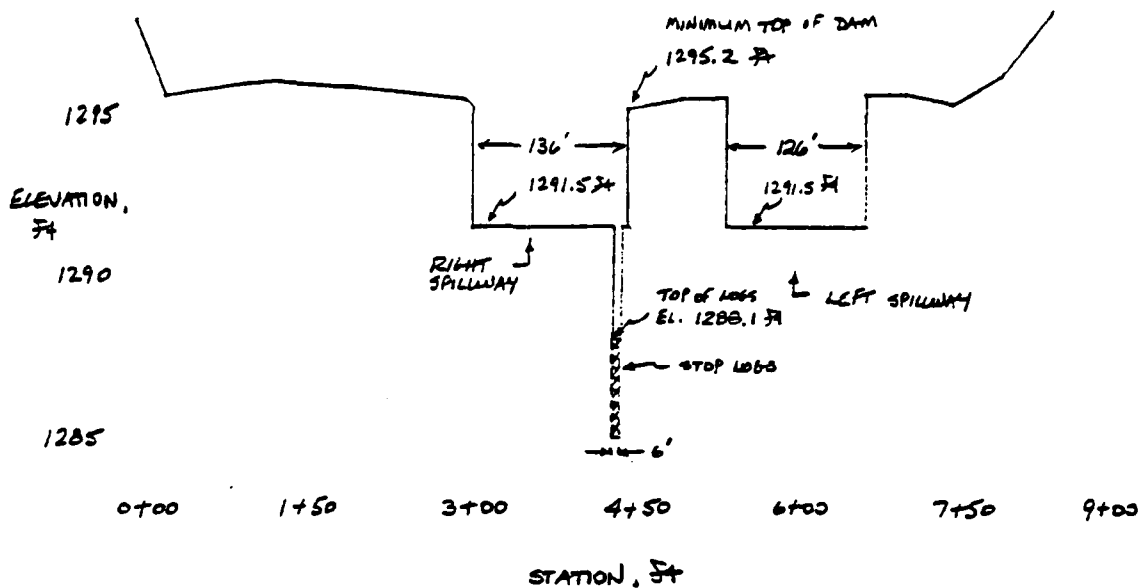 MINIMUM TOP OF DAM
1295.2 ft
1295
136'
126'
1291.5 ft
1291.5 ft
ELEVATION,
ft
1290
RIGHT
SPILLWAY
TOP OF LOGS
EL. 1288.1 ft
LEFT SPILLWAY
STOP LOGS
1285
6'
0+00 1+50 3+00 4+50 6+00 7+50 9+00
STATION, ft